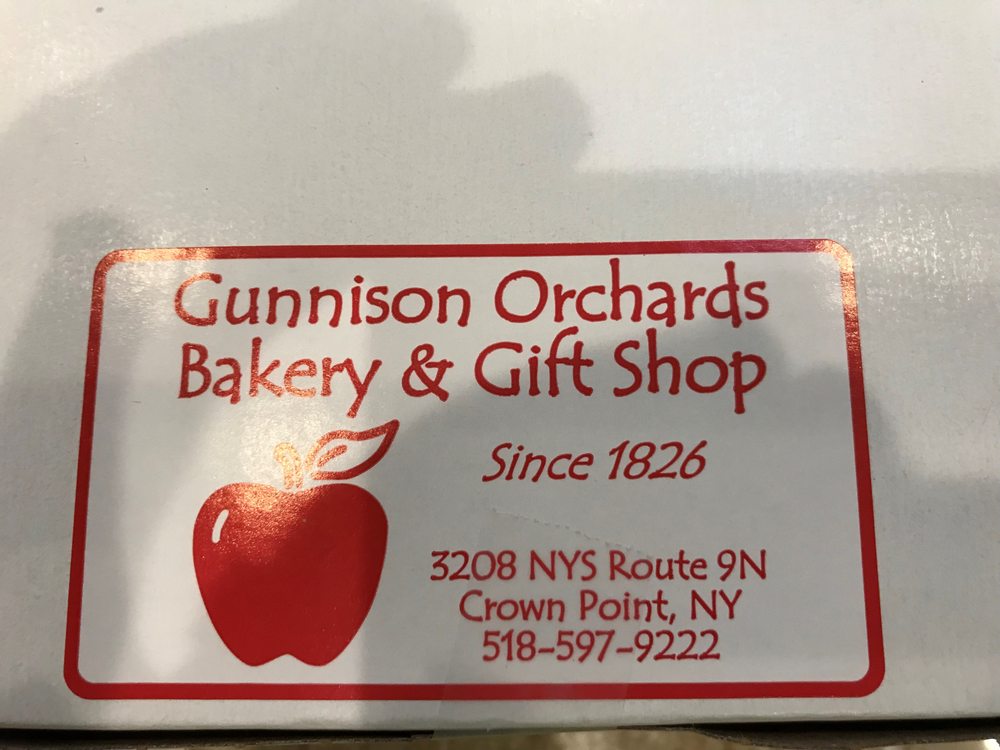 Gunnison Orchards
Bakery & Gift Shop
Since 1826
3208 NYS Route 9N
Crown Point, NY
518-597-9222